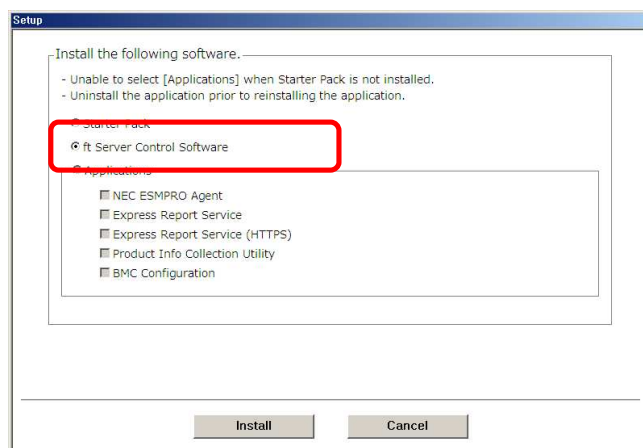 Setup
Install the following software.
- Unable to select [Applications] when Starter Pack is not installed.
- Uninstall the application prior to reinstalling the application.
Starter Pack
ft Server Control Software
Applications
NEC ESMPRO Agent
Express Report Service
Express Report Service (HTTPS)
Product Info Collection Utility
BMC Configuration
Install Cancel